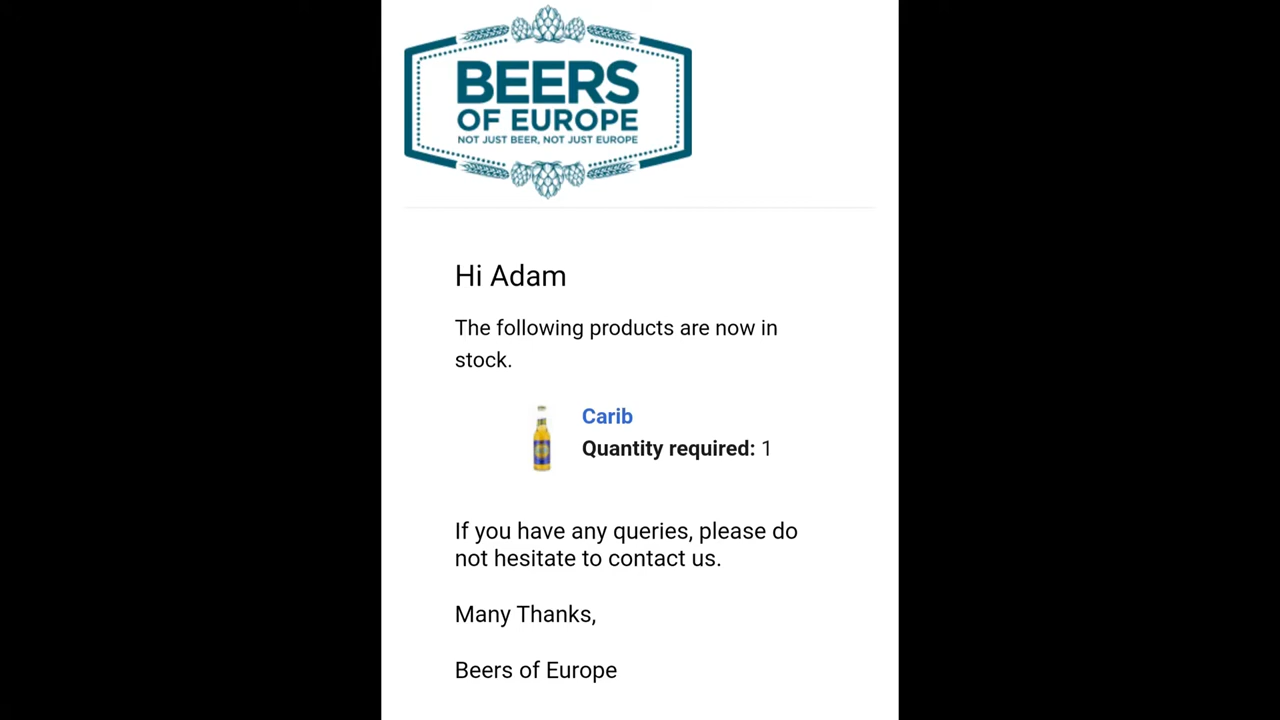 BEERS
OF EUROPE
NOT JUST BEER, NOT JUST EUROPE
Hi Adam
The following products are now in
stock.
Carib
Quantity required: 1
If you have any queries, please do
not hesitate to contact us.
Many Thanks,
Beers of Europe